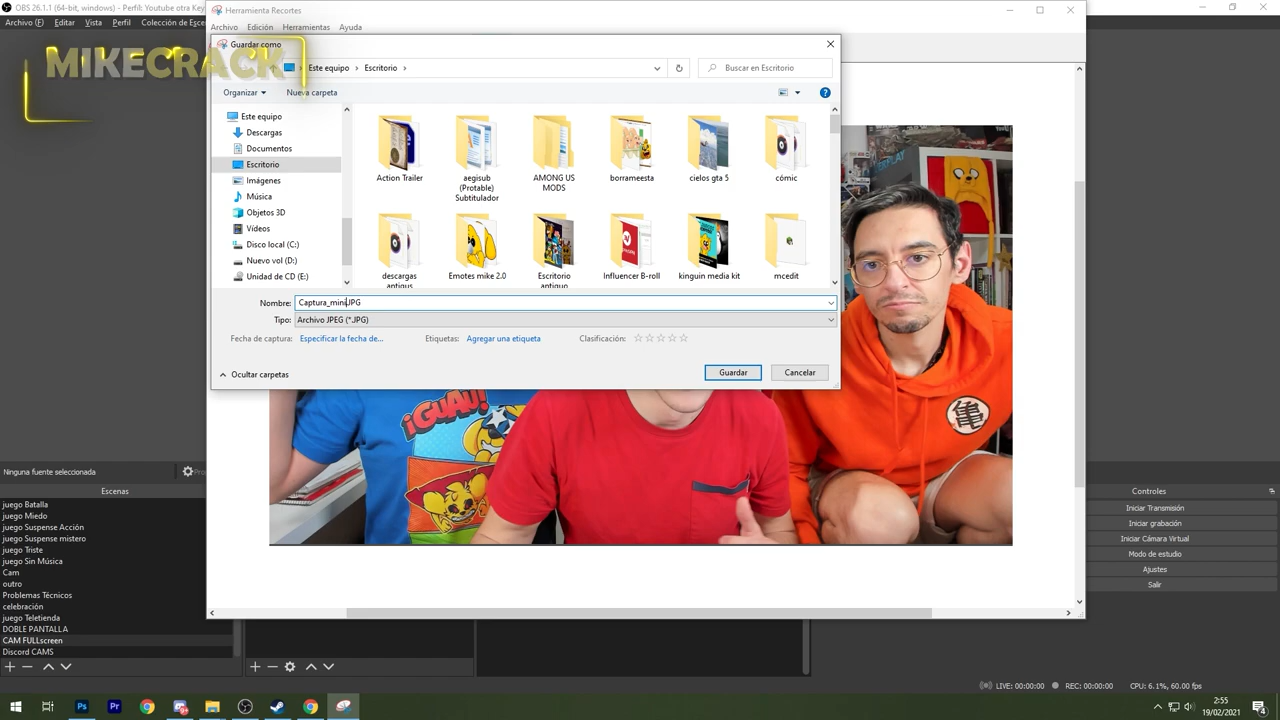 OBS 26.1.1 (64-bit, windows) - Perfil: Youtube otra Key
Archivo (F) Editar Vista Perfil Colección de Esce
MIKECRACK
Herramienta Recortes
Archivo Edición Herramientas Ayuda
Guardar como
Este equipo > Escritorio >
Buscar en Escritorio
Organizar Nueva carpeta
Este equipo
Descargas
Documentos
Escritorio
Imágenes
Música
Objetos 3D
Vídeos
Disco local (C:)
Nuevo vol (D:)
Unidad de CD (E:)
Action Trailer
aegisub (Protable) Subtitulador
AMONG US MODS
borrameesta
cielos gta 5
cómic
descargas antigus
Emotes mike 2.0
Escritorio antiguo
Influencer B-roll
kinguin media kit
mcedit
Nombre: Captura_miniJPG
Tipo: Archivo JPEG (*.JPG)
Fecha de captura: Especificar la fecha de...
Etiquetas: Agregar una etiqueta
Clasificación:
Ocultar carpetas
Guardar Cancelar
¡GUAU!
Ninguna fuente seleccionada
Pro
Escenas
juego Batalla
juego Miedo
juego Suspense Acción
juego Suspense mistero
juego Triste
juego Sin Música
Cam
outro
Problemas Técnicos
celebración
juego Teletienda
DOBLE PANTALLA
CAM FULLscreen
Discord CAMS
Controles
Iniciar Transmisión
Iniciar grabación
Iniciar Cámara Virtual
Modo de estudio
Ajustes
Salir
LIVE: 00:00:00 REC: 00:00:00 CPU: 6.1%, 60.00 fps
2:55
19/02/2021
4